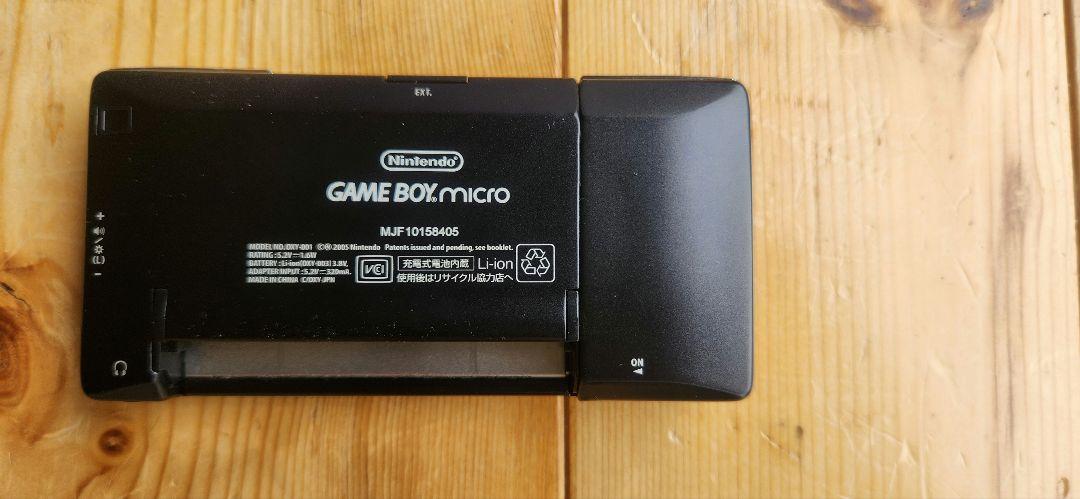 EXT.
Nintendo
GAME BOY micro
MJF10158405
MODEL NO. DXY-001 ©Ⓟ 2005 Nintendo Patents issued and pending, see booklet.
RATING : 5.2V⎓1.6W
BATTERY : Li-ion(DXY-003) 3.8V,
ADAPTER INPUT : 5.2V⎓320mA.
MADE IN CHINA C/DXY-JPN
VCI
充電式電池内蔵 Li-ion
使用後はリサイクル協力店へ
ON